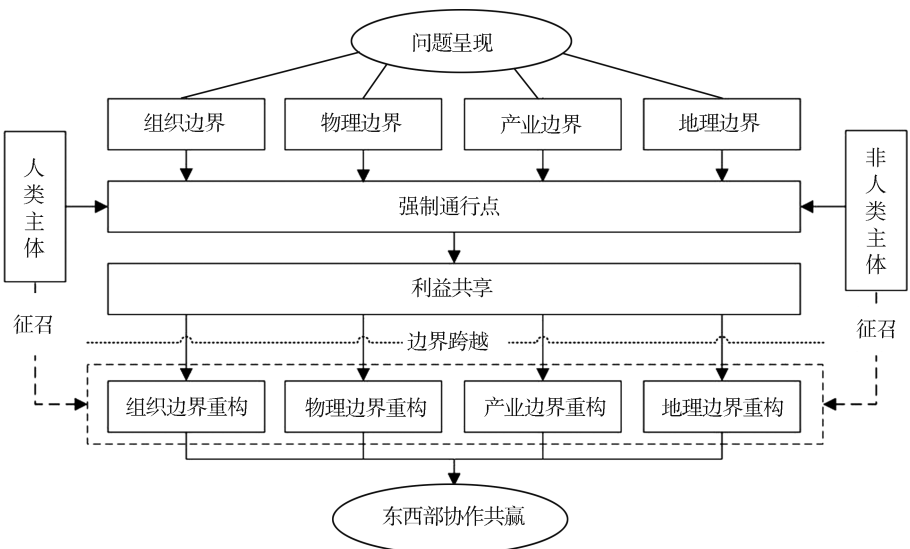 问题呈现
组织边界
物理边界
产业边界
地理边界
人类主体
非人类主体
强制通行点
利益共享
征召
征召
边界跨越
组织边界重构
物理边界重构
产业边界重构
地理边界重构
东西部协作共赢